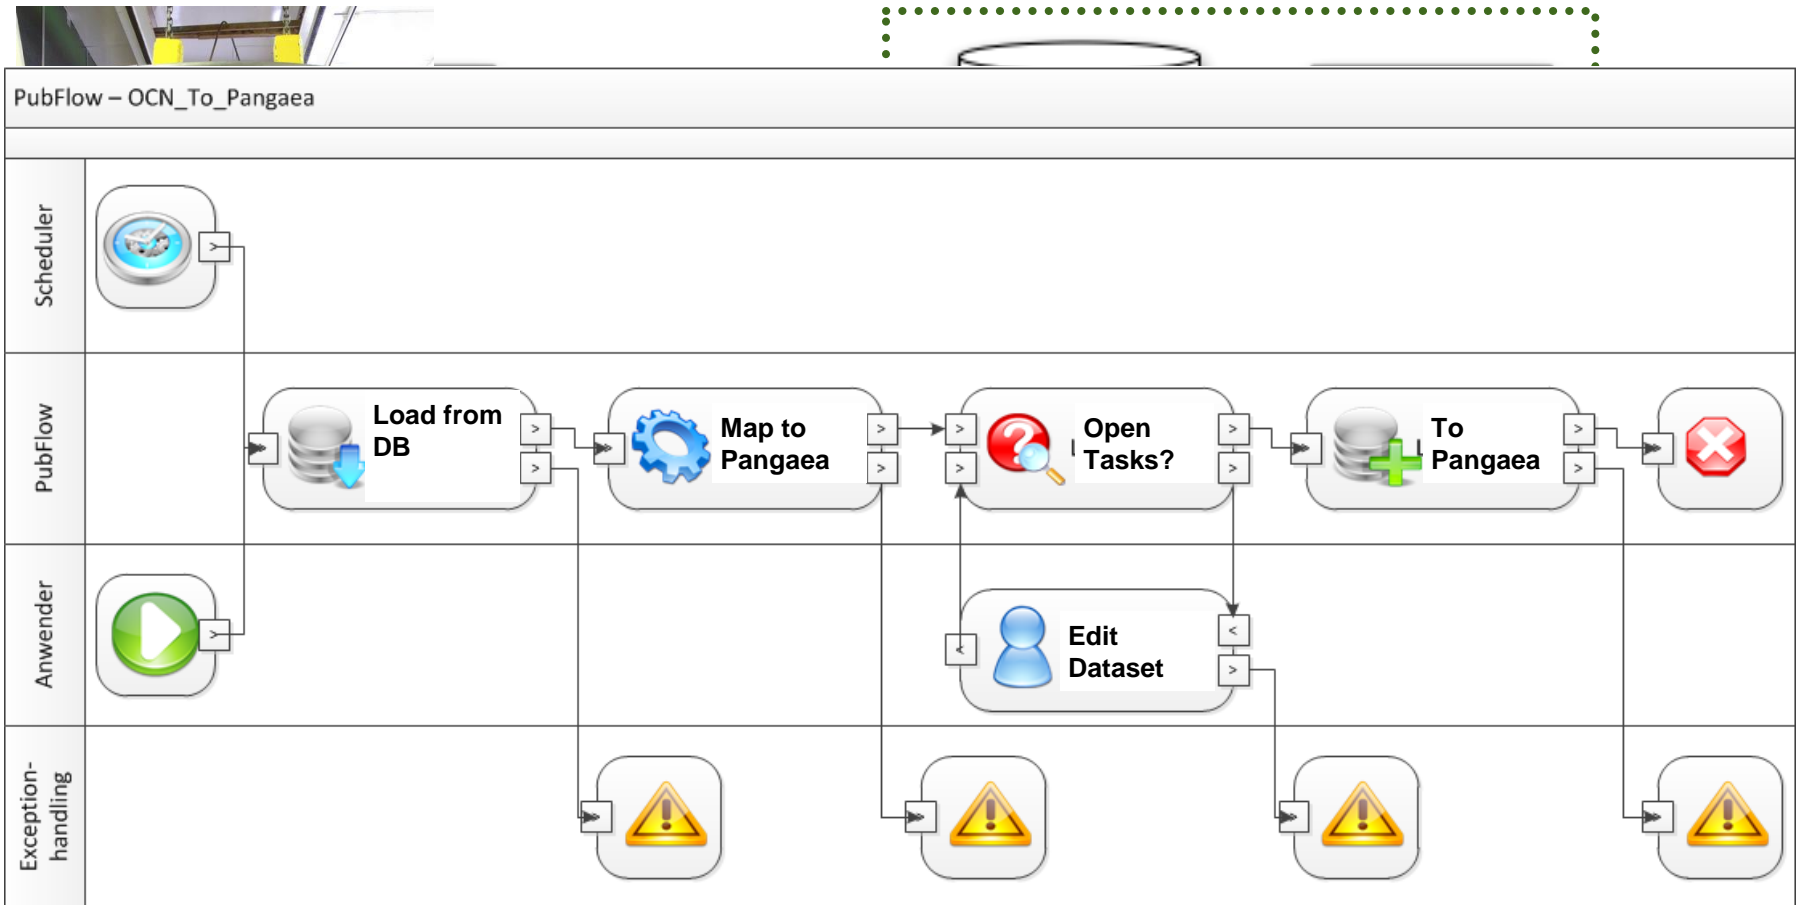 PubFlow – OCN_To_Pangaea
Scheduler
PubFlow
Load from
DB
Map to
Pangaea
Open
Tasks?
To
Pangaea
Anwender
Edit
Dataset
Exception-
handling